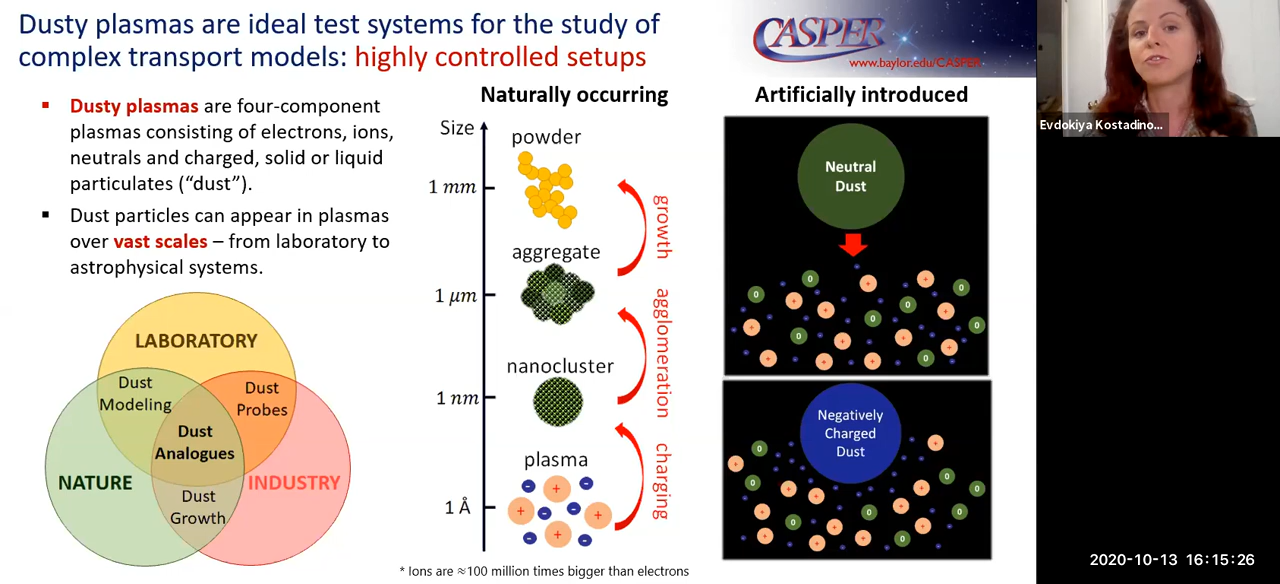 Dusty plasmas are ideal test systems for the study of
complex transport models: highly controlled setups
CASPER
www.baylor.edu/CASPER
▪ Dusty plasmas are four-component
plasmas consisting of electrons, ions,
neutrals and charged, solid or liquid
particulates (“dust”).
▪ Dust particles can appear in plasmas
over vast scales – from laboratory to
astrophysical systems.
LABORATORY
Dust
Modeling
Dust
Probes
Dust
Analogues
NATURE
INDUSTRY
Dust
Growth
Naturally occurring
Size
powder
1 mm
growth
aggregate
1 μm
agglomeration
nanocluster
1 nm
charging
plasma
1 Å
* Ions are ≈100 million times bigger than electrons
Artificially introduced
Neutral
Dust
Negatively
Charged
Dust
Evdokiya Kostadino...
2020-10-13 16:15:26